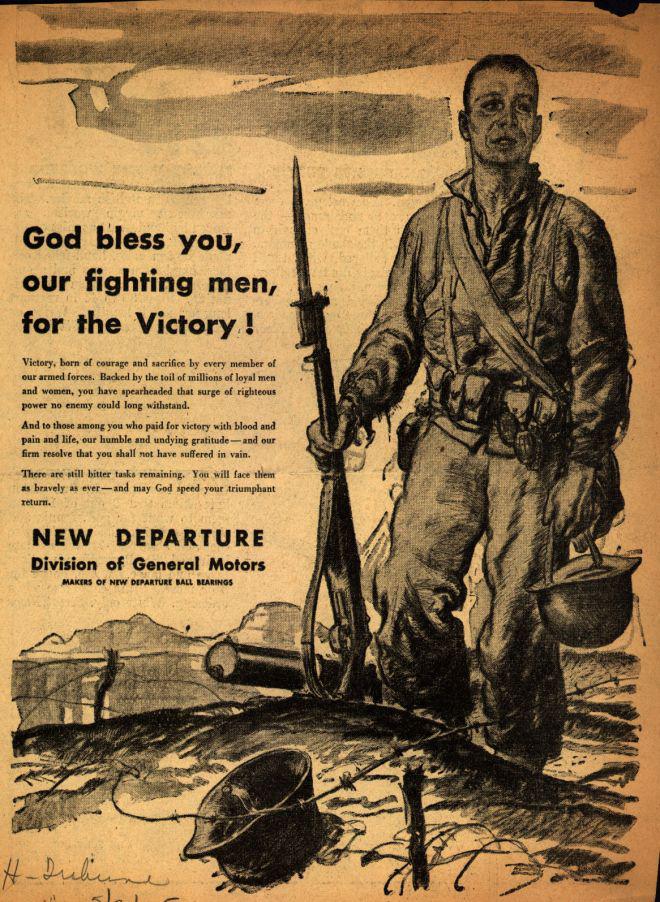 God bless you,
our fighting men,
for the Victory!
Victory, born of courage and sacrifice by every member of
our armed forces. Backed by the toil of millions of loyal men
and women, you have spearheaded that surge of righteous
power no enemy could long withstand.
And to those among you who paid for victory with blood and
pain and life, our humble and undying gratitude—and our
firm resolve that you shall not have suffered in vain.
There are still bitter tasks remaining. You will face them
as bravely as ever—and may God speed your triumphant
return.
NEW DEPARTURE
Division of General Motors
MAKERS OF NEW DEPARTURE BALL BEARINGS
H-Tribune